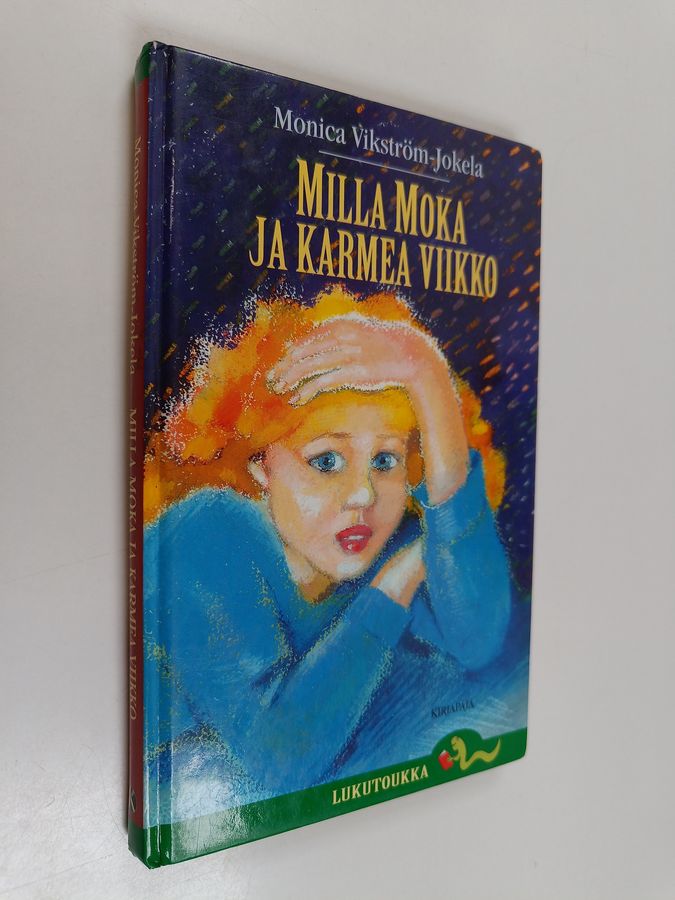 Monica Vikström-Jokela
MILLA MOKA
JA KARMEA VIIKKO
KIRJAPAJA
LUKUTOUKKA
Monica Vikström-Jokela MILLA MOKA JA KARMEA VIIKKO